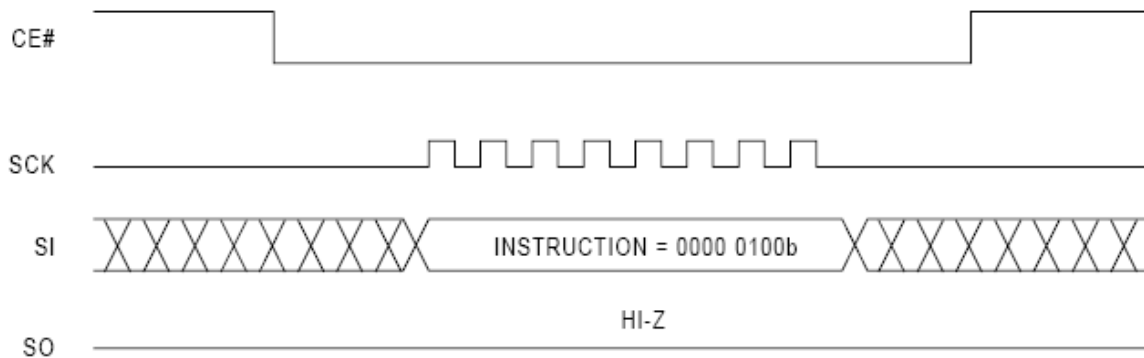 CE#
SCK
SI INSTRUCTION = 0000 0100b
HI-Z
SO